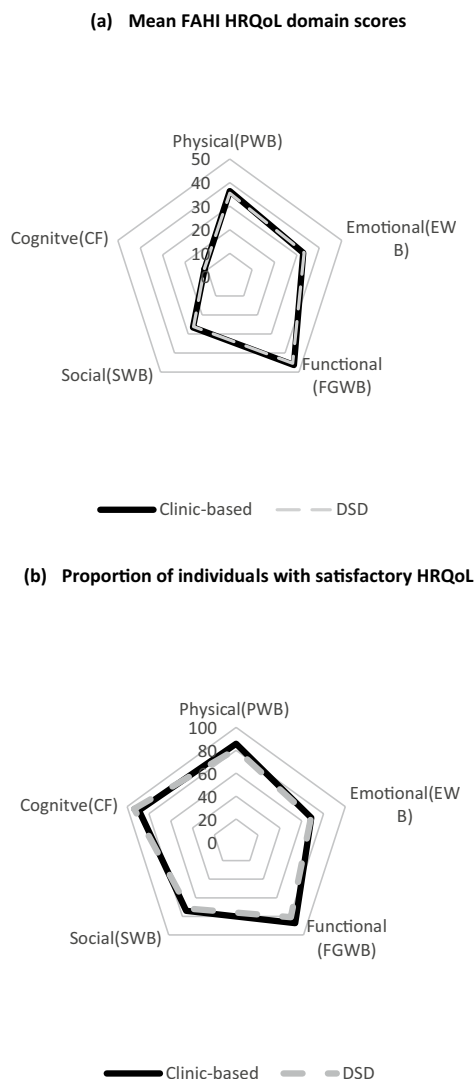 (a) Mean FAHI HRQoL domain scores
Physical(PWB)
50
40
30
20
10
0
Emotional(EW
B)
Cognitve(CF)
Social(SWB)
Functional
(FGWB)
Clinic-based DSD
(b) Proportion of individuals with satisfactory HRQoL
Physical(PWB)
100
80
60
40
20
0
Emotional(EW
B)
Cognitve(CF)
Social(SWB)
Functional
(FGWB)
Clinic-based DSD